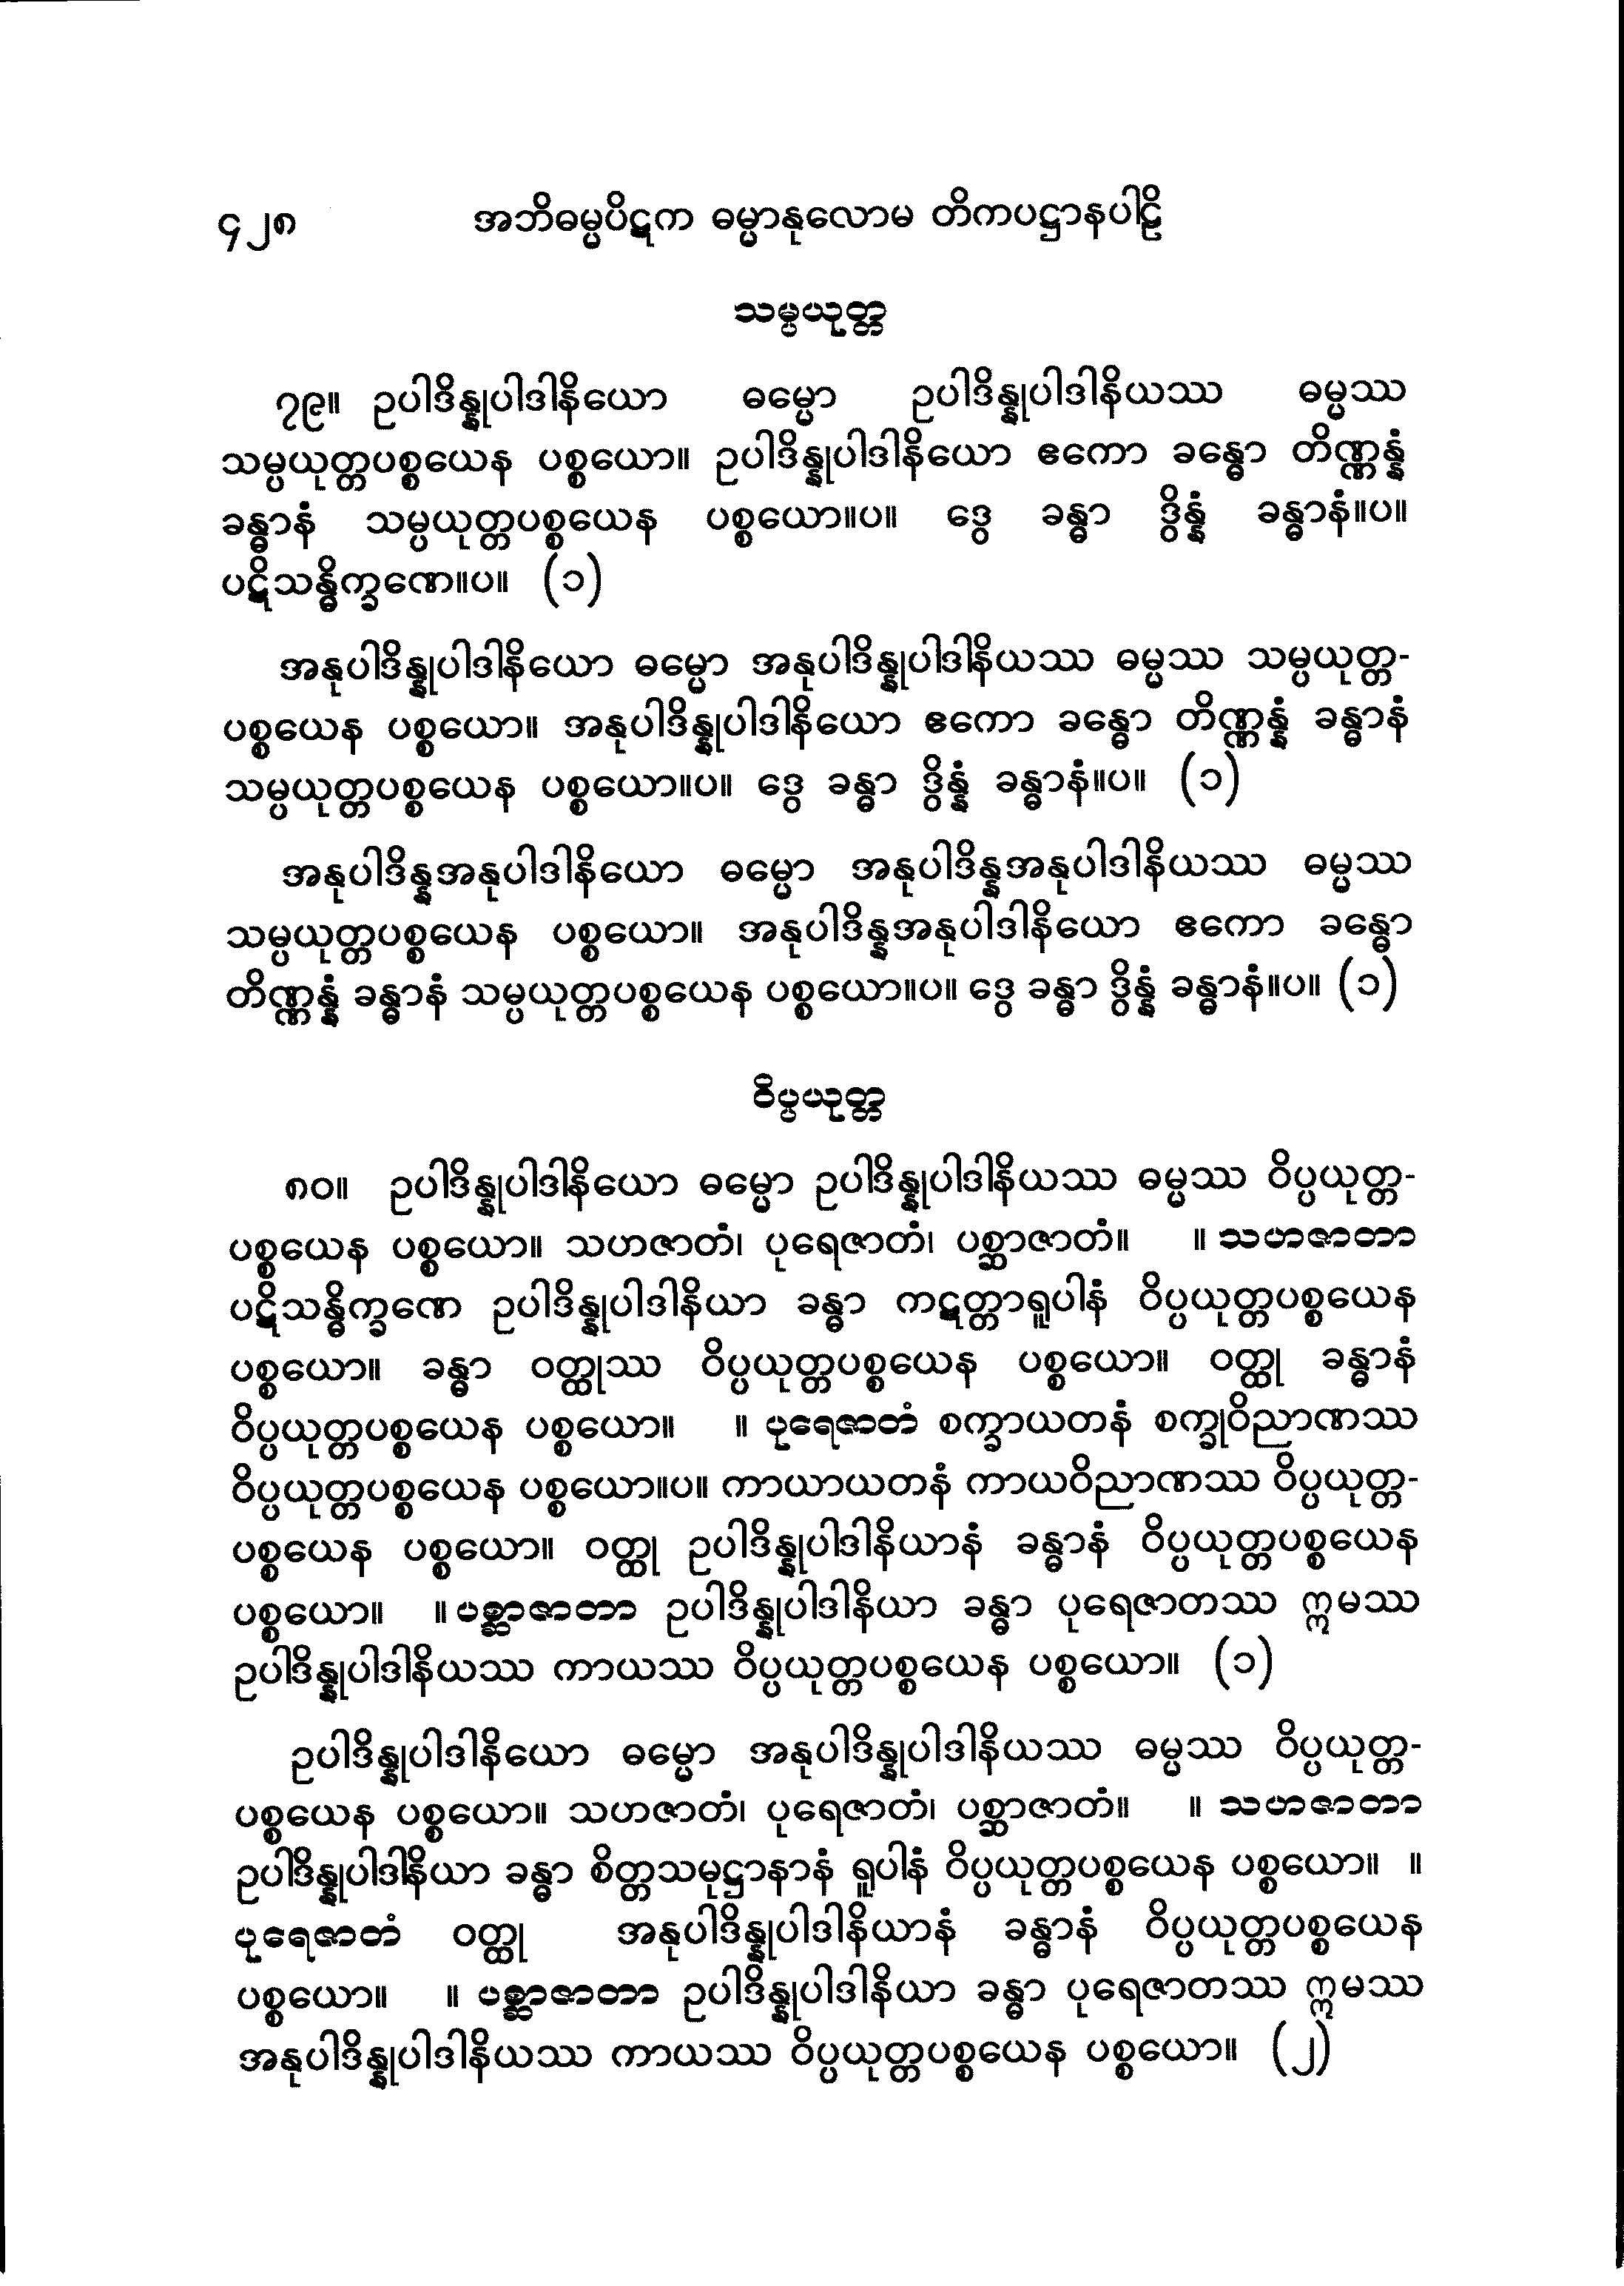 ၄၂၈ အဘိဓမ္မပိဋက ဓမ္မာနုလောမ တိကပဋ္ဌာနပါဠိ
သမ္ပယုတ္တ
၇၉။ ဥပါဒိန္နုပါဒါနိယော ဓမ္မော ဥပါဒိန္နုပါဒါနိယဿ ဓမ္မဿ
သမ္ပယုတ္တပစ္စယေန ပစ္စယော။ ဥပါဒိန္နုပါဒါနိယော ဧကော ခန္ဓော တိဏ္ဏန္နံ
ခန္ဓာနံ သမ္ပယုတ္တပစ္စယေန ပစ္စယော။ပ။ ဒွေ ခန္ဓာ ဒွိန္နံ ခန္ဓာနံ။ပ။
ပဋိသန္ဓိက္ခဏေ။ပ။ (၁)
အနုပါဒိန္နုပါဒါနိယော ဓမ္မော အနုပါဒိန္နုပါဒါနိယဿ ဓမ္မဿ သမ္ပယုတ္တ-
ပစ္စယေန ပစ္စယော။ အနုပါဒိန္နုပါဒါနိယော ဧကော ခန္ဓော တိဏ္ဏန္နံ ခန္ဓာနံ
သမ္ပယုတ္တပစ္စယေန ပစ္စယော။ပ။ ဒွေ ခန္ဓာ ဒွိန္နံ ခန္ဓာနံ။ပ။ (၁)
အနုပါဒိန္နအနုပါဒါနိယော ဓမ္မော အနုပါဒိန္နအနုပါဒါနိယဿ ဓမ္မဿ
သမ္ပယုတ္တပစ္စယေန ပစ္စယော။ အနုပါဒိန္နအနုပါဒါနိယော ဧကော ခန္ဓော
တိဏ္ဏန္နံ ခန္ဓာနံ သမ္ပယုတ္တပစ္စယေန ပစ္စယော။ပ။ ဒွေ ခန္ဓာ ဒွိန္နံ ခန္ဓာနံ။ပ။ (၁)
ဝိပ္ပယုတ္တ
၈၀။ ဥပါဒိန္နုပါဒါနိယော ဓမ္မော ဥပါဒိန္နုပါဒါနိယဿ ဓမ္မဿ ဝိပ္ပယုတ္တ-
ပစ္စယေန ပစ္စယော။ သဟဇာတံ၊ ပုရေဇာတံ၊ ပစ္ဆာဇာတံ။ ။ သဟဇာတာ
ပဋိသန္ဓိက္ခဏေ ဥပါဒိန္နုပါဒါနိယာ ခန္ဓာ ကဋတ္တာရူပါနံ ဝိပ္ပယုတ္တပစ္စယေန
ပစ္စယော။ ခန္ဓာ ဝတ္ထုဿ ဝိပ္ပယုတ္တပစ္စယေန ပစ္စယော။ ဝတ္ထု ခန္ဓာနံ
ဝိပ္ပယုတ္တပစ္စယေန ပစ္စယော။ ။ ပုရေဇာတံ စက္ခာယတနံ စက္ခုဝိညာဏဿ
ဝိပ္ပယုတ္တပစ္စယေန ပစ္စယော။ပ။ ကာယာယတနံ ကာယဝိညာဏဿ ဝိပ္ပယုတ္တ-
ပစ္စယေန ပစ္စယော။ ဝတ္ထု ဥပါဒိန္နုပါဒါနိယာနံ ခန္ဓာနံ ဝိပ္ပယုတ္တပစ္စယေန
ပစ္စယော။ ။ ပစ္ဆာဇာတာ ဥပါဒိန္နုပါဒါနိယာ ခန္ဓာ ပုရေဇာတဿ ဣမဿ
ဥပါဒိန္နုပါဒါနိယဿ ကာယဿ ဝိပ္ပယုတ္တပစ္စယေန ပစ္စယော။ (၁)
ဥပါဒိန္နုပါဒါနိယော ဓမ္မော အနုပါဒိန္နုပါဒါနိယဿ ဓမ္မဿ ဝိပ္ပယုတ္တ-
ပစ္စယေန ပစ္စယော။ သဟဇာတံ၊ ပုရေဇာတံ၊ ပစ္ဆာဇာတံ။ ။ သဟဇာတာ
ဥပါဒိန္နုပါဒါနိယာ ခန္ဓာ စိတ္တသမုဋ္ဌာနာနံ ရူပါနံ ဝိပ္ပယုတ္တပစ္စယေန ပစ္စယော။ ။
ပုရေဇာတံ ဝတ္ထု အနုပါဒိန္နုပါဒါနိယာနံ ခန္ဓာနံ ဝိပ္ပယုတ္တပစ္စယေန
ပစ္စယော။ ။ ပစ္ဆာဇာတာ ဥပါဒိန္နုပါဒါနိယာ ခန္ဓာ ပုရေဇာတဿ ဣမဿ
အနုပါဒိန္နုပါဒါနိယဿ ကာယဿ ဝိပ္ပယုတ္တပစ္စယေန ပစ္စယော။ (၂)